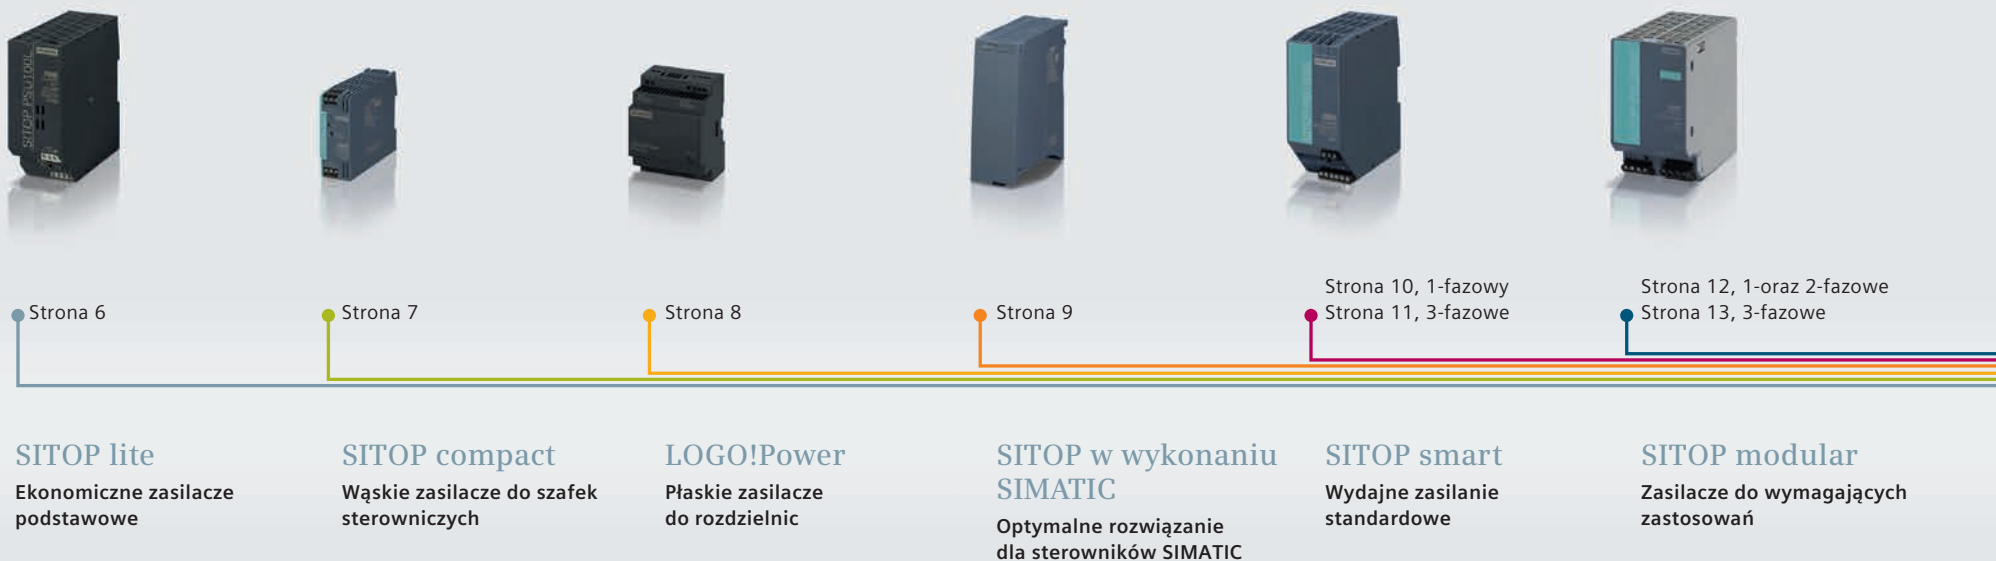 SITOP PSU100L
Strona 6
Strona 7
Strona 8
Strona 9
Strona 10, 1-fazowy
Strona 11, 3-fazowe
Strona 12, 1-oraz 2-fazowe
Strona 13, 3-fazowe
SITOP lite
Ekonomiczne zasilacze
podstawowe
SITOP compact
Wąskie zasilacze do szafek
sterowniczych
LOGO!Power
Płaskie zasilacze
do rozdzielnic
SITOP w wykonaniu
SIMATIC
Optymalne rozwiązanie
dla sterowników SIMATIC
SITOP smart
Wydajne zasilanie
standardowe
SITOP modular
Zasilacze do wymagających
zastosowań